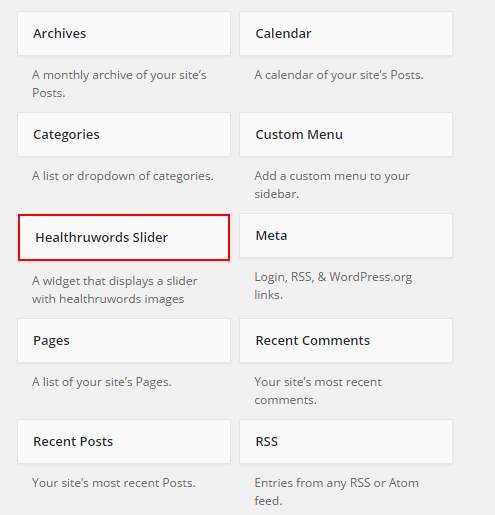 Archives
A monthly archive of your site’s
Posts.
Calendar
A calendar of your site’s Posts.
Categories
A list or dropdown of categories.
Custom Menu
Add a custom menu to your
sidebar.
Healthruwords Slider
A widget that displays a slider
with healthruwords images
Meta
Login, RSS, & WordPress.org
links.
Pages
A list of your site’s Pages.
Recent Comments
Your site’s most recent
comments.
Recent Posts
Your site’s most recent Posts.
RSS
Entries from any RSS or Atom
feed.